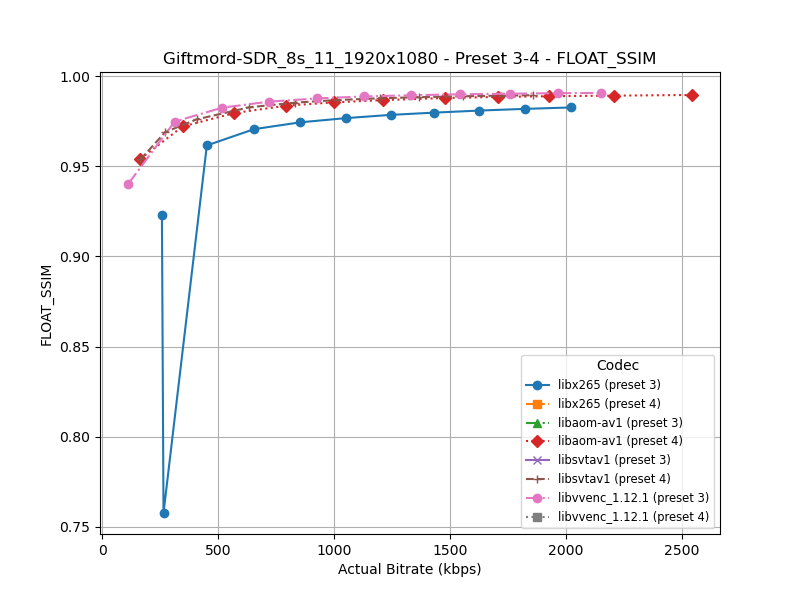 Giftmord-SDR_8s_11_1920x1080 - Preset 3-4 - FLOAT_SSIM
1.00
0.95
0.90
0.85
0.80
0.75
FLOAT_SSIM
0
500
1000
1500
2000
2500
Actual Bitrate (kbps)
Codec
libx265 (preset 3)
libx265 (preset 4)
libaom-av1 (preset 3)
libaom-av1 (preset 4)
libsvtav1 (preset 3)
libsvtav1 (preset 4)
libvvenc_1.12.1 (preset 3)
libvvenc_1.12.1 (preset 4)